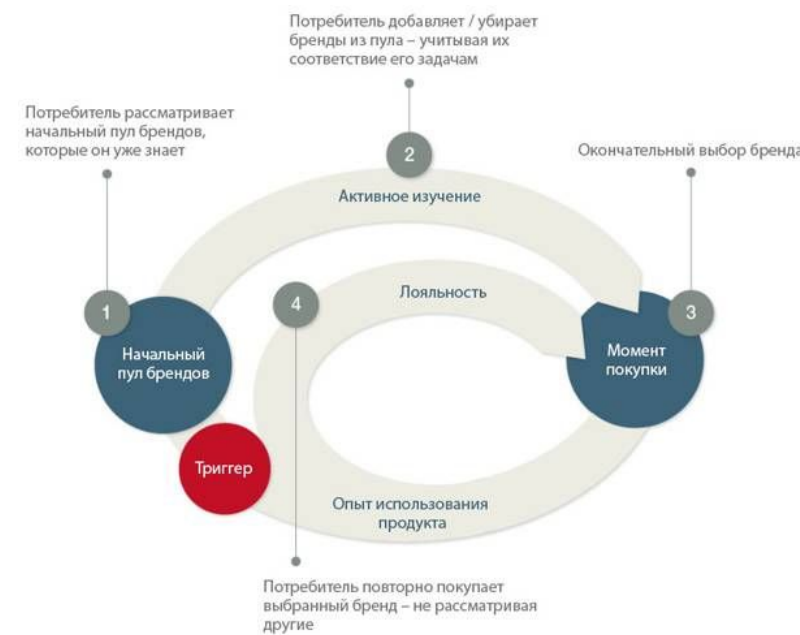 Потребитель добавляет / убирает
бренды из пула – учитывая их
соответствие его задачам
Потребитель рассматривает
начальный пул брендов,
которые он уже знает
2
Окончательный выбор бренда
Активное изучение
1
4
Лояльность
3
Начальный
пул брендов
Момент
покупки
Триггер
Опыт использования
продукта
Потребитель повторно покупает
выбранный бренд – не рассматривая
другие